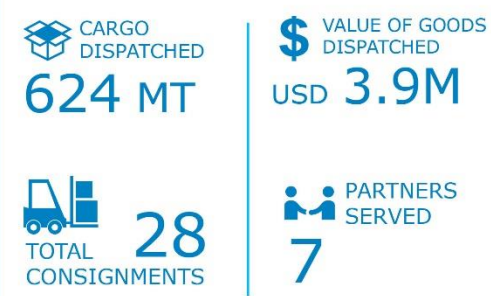 CARGO
DISPATCHED
624 MT
$ VALUE OF GOODS
DISPATCHED
USD 3.9M
TOTAL 28
CONSIGNMENTS
PARTNERS
SERVED
7